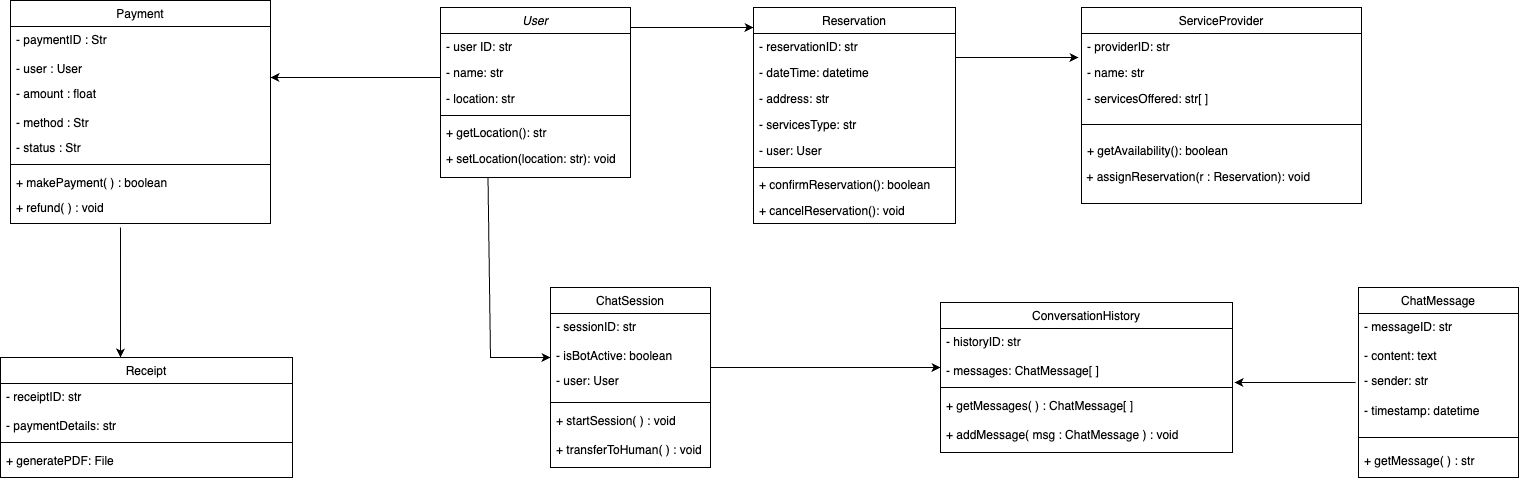 Payment
- paymentID : Str
- user : User
- amount : float
- method : Str
- status : Str
+ makePayment( ) : boolean
+ refund( ) : void
User
- user ID: str
- name: str
- location: str
+ getLocation(): str
+ setLocation(location: str): void
Reservation
- reservationID: str
- dateTime: datetime
- address: str
- servicesType: str
- user: User
+ confirmReservation(): boolean
+ cancelReservation(): void
ServiceProvider
- providerID: str
- name: str
- servicesOffered: str[ ]
+ getAvailability(): boolean
+ assignReservation(r : Reservation): void
Receipt
- receiptID: str
- paymentDetails: str
+ generatePDF: File
ChatSession
- sessionID: str
- isBotActive: boolean
- user: User
+ startSession( ) : void
+ transferToHuman( ) : void
ConversationHistory
- historyID: str
- messages: ChatMessage[ ]
+ getMessages( ) : ChatMessage[ ]
+ addMessage( msg : ChatMessage ) : void
ChatMessage
- messageID: str
- content: text
- sender: str
- timestamp: datetime
+ getMessage( ) : str